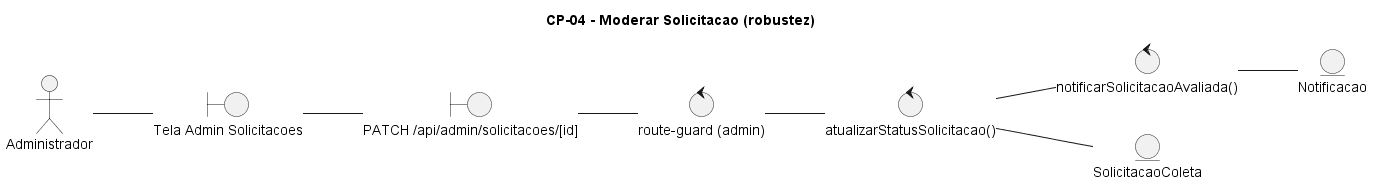 CP-04 - Moderar Solicitacao (robustez)
Administrador
Tela Admin Solicitacoes
PATCH /api/admin/solicitacoes/[id]
route-guard (admin)
atualizarStatusSolicitacao()
notificarSolicitacaoAvaliada()
Notificacao
SolicitacaoColeta